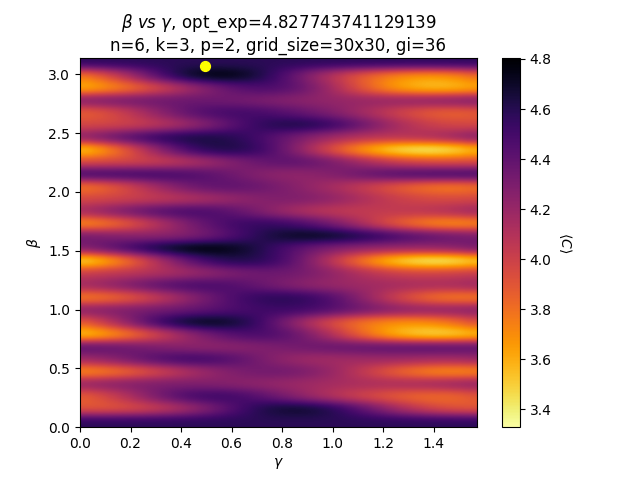 β vs γ, opt_exp=4.827743741129139
n=6, k=3, p=2, grid_size=30x30, gi=36
3.0
2.5
2.0
1.5
1.0
0.5
0.0
β
0.0 0.2 0.4 0.6 0.8 1.0 1.2 1.4
γ
4.8
4.6
4.4
4.2
4.0
3.8
3.6
3.4
⟨C⟩